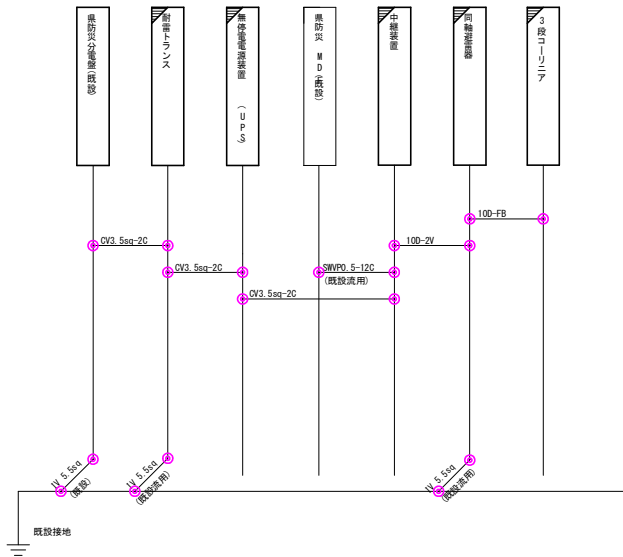 県防災分電盤(既設)
耐雷トランス
無停電電源装置 (UPS)
県防災 MD(既設)
中継装置
同軸避雷器
3段コーリニア
10D-FB
CV3.5sq-2C
10D-2V
CV3.5sq-2C
SWVP0.5-12C
(既設流用)
CV3.5sq-2C
IV 5.5sq
(既設)
IV 5.5sq
(既設流用)
IV 5.5sq
(既設流用)
既設接地